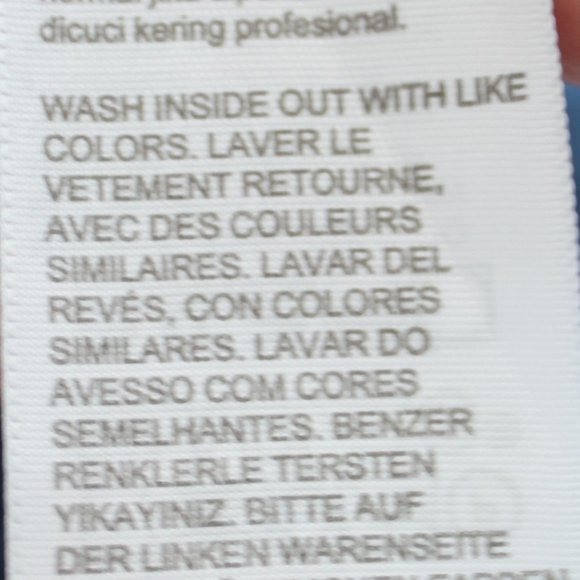 dicuci kering profesional.
WASH INSIDE OUT WITH LIKE
COLORS. LAVER LE
VETEMENT RETOURNE,
AVEC DES COULEURS
SIMILAIRES. LAVAR DEL
REVÉS, CON COLORES
SIMILARES. LAVAR DO
AVESSO COM CORES
SEMELHANTES. BENZER
RENKLERLE TERSTEN
YIKAYINIZ. BITTE AUF
DER LINKEN WARENSEITE